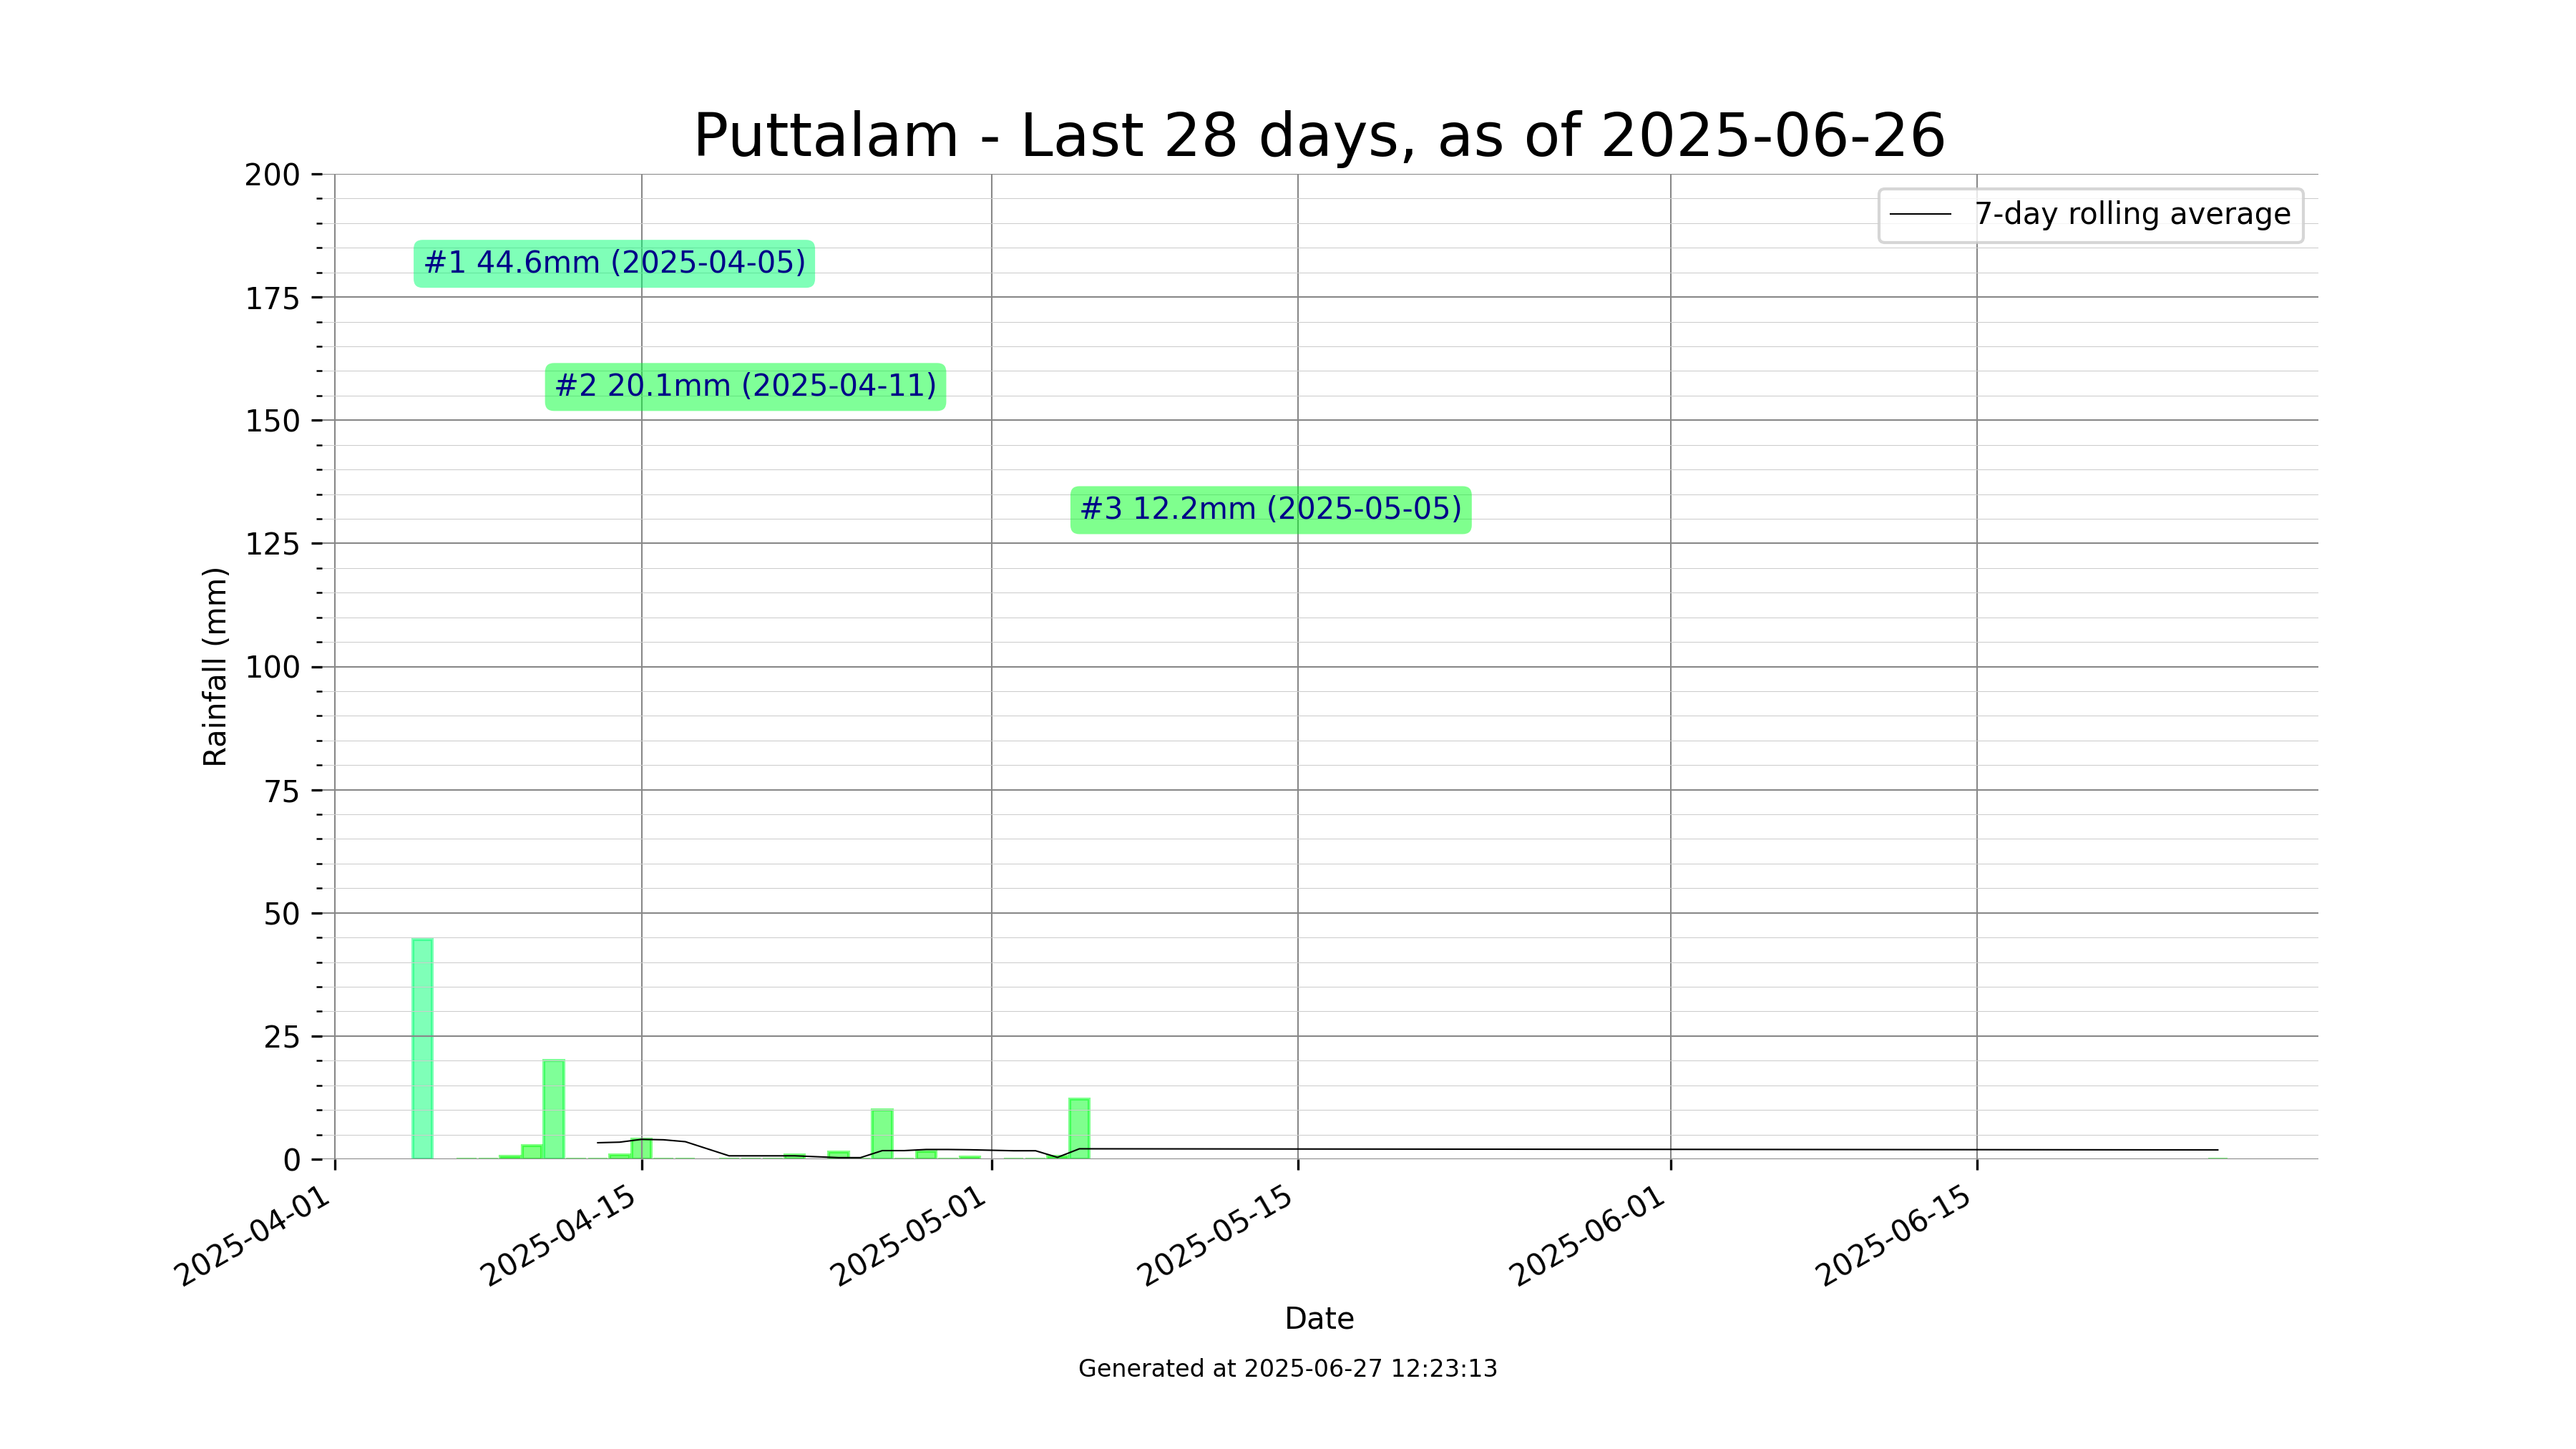 Puttalam - Last 28 days, as of 2025-06-26
200
175
150
125
100
75
50
25
0
Rainfall (mm)
7-day rolling average
#1 44.6mm (2025-04-05)
#2 20.1mm (2025-04-11)
#3 12.2mm (2025-05-05)
2025-04-01
2025-04-15
2025-05-01
2025-05-15
2025-06-01
2025-06-15
Date
Generated at 2025-06-27 12:23:13